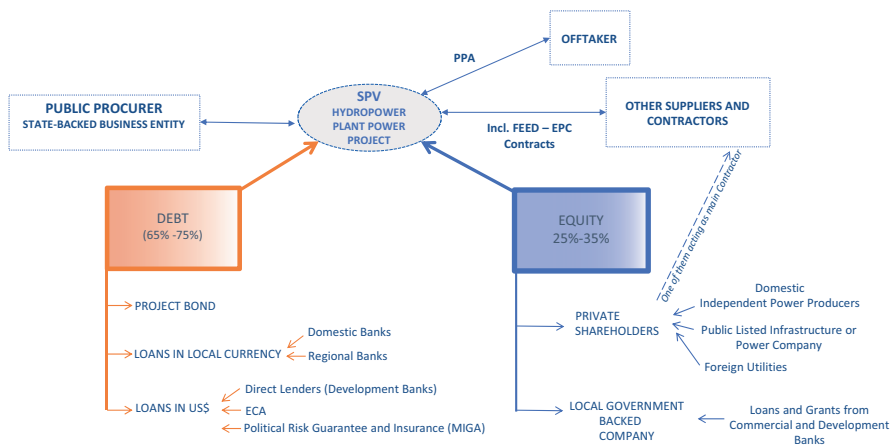 OFFTAKER
PPA
SPV
HYDROPOWER
PLANT POWER
PROJECT
PUBLIC PROCURER
STATE-BACKED BUSINESS ENTITY
OTHER SUPPLIERS AND
CONTRACTORS
Incl. FEED – EPC
Contracts
One of them acting as main Contractor
DEBT
(65% -75%)
EQUITY
25%-35%
PROJECT BOND
LOANS IN LOCAL CURRENCY
Domestic Banks
Regional Banks
LOANS IN US$
Direct Lenders (Development Banks)
ECA
Political Risk Guarantee and Insurance (MIGA)
PRIVATE
SHAREHOLDERS
Domestic
Independent Power Producers
Public Listed Infrastructure or
Power Company
Foreign Utilities
LOCAL GOVERNMENT
BACKED
COMPANY
Loans and Grants from
Commercial and Development
Banks